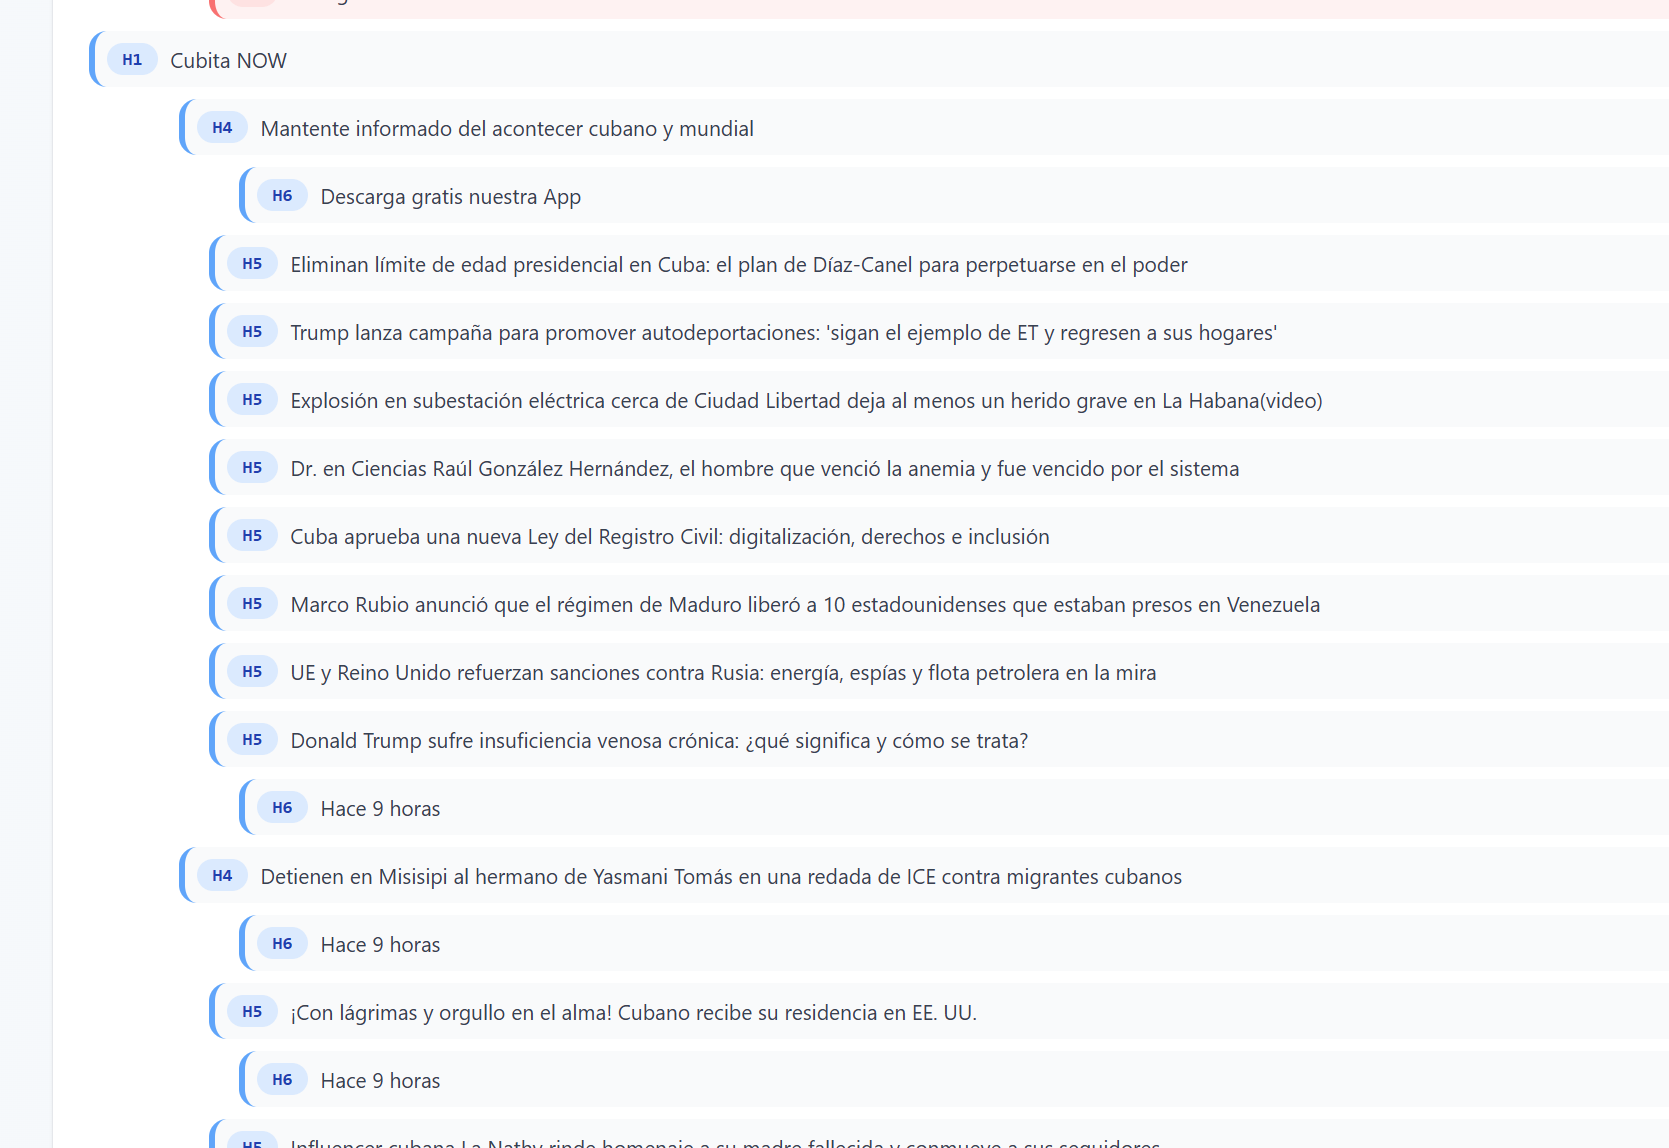 H1 Cubita NOW
H4 Mantente informado del acontecer cubano y mundial
H6 Descarga gratis nuestra App
H5 Eliminan límite de edad presidencial en Cuba: el plan de Díaz-Canel para perpetuarse en el poder
H5 Trump lanza campaña para promover autodeportaciones: 'sigan el ejemplo de ET y regresen a sus hogares'
H5 Explosión en subestación eléctrica cerca de Ciudad Libertad deja al menos un herido grave en La Habana(video)
H5 Dr. en Ciencias Raúl González Hernández, el hombre que venció la anemia y fue vencido por el sistema
H5 Cuba aprueba una nueva Ley del Registro Civil: digitalización, derechos e inclusión
H5 Marco Rubio anunció que el régimen de Maduro liberó a 10 estadounidenses que estaban presos en Venezuela
H5 UE y Reino Unido refuerzan sanciones contra Rusia: energía, espías y flota petrolera en la mira
H5 Donald Trump sufre insuficiencia venosa crónica: ¿qué significa y cómo se trata?
H6 Hace 9 horas
H4 Detienen en Misisipi al hermano de Yasmani Tomás en una redada de ICE contra migrantes cubanos
H6 Hace 9 horas
H5 ¡Con lágrimas y orgullo en el alma! Cubano recibe su residencia en EE. UU.
H6 Hace 9 horas
H5 Influencer cubana La Nathy rinde homenaje a su madre fallecida y conmueve a sus seguidores